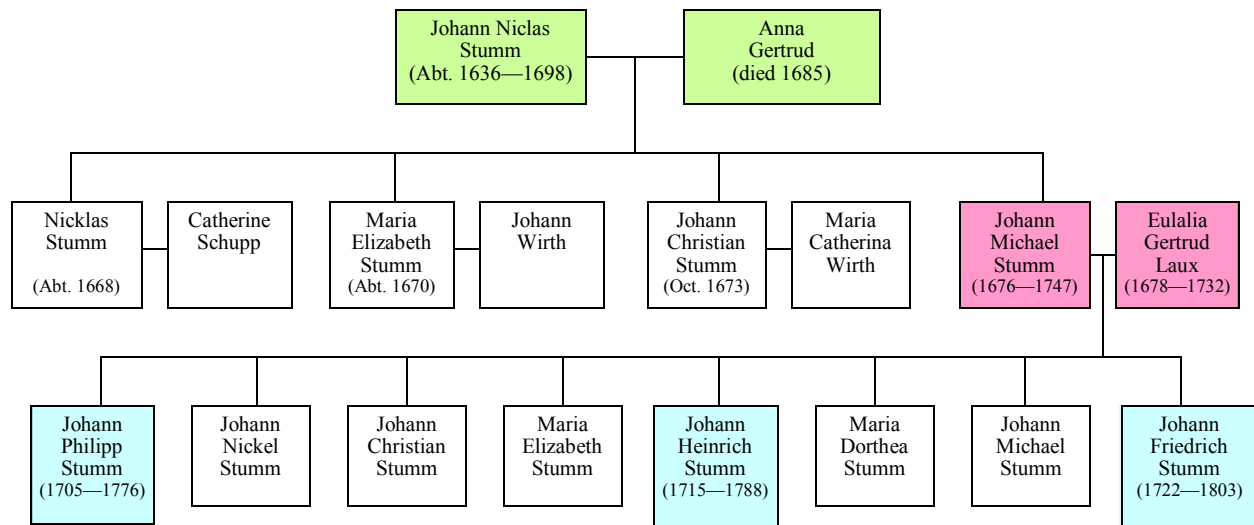 Johann Niclas
Stumm
(Abt. 1636—1698)
Anna
Gertrud
(died 1685)
Nicklas
Stumm
(Abt. 1668)
Catherine
Schupp
Maria
Elizabeth
Stumm
(Abt. 1670)
Johann
Wirth
Johann
Christian
Stumm
(Oct. 1673)
Maria
Catherina
Wirth
Johann
Michael
Stumm
(1676—1747)
Eulalia
Gertrud
Laux
(1678—1732)
Johann
Philipp
Stumm
(1705—1776)
Johann
Nickel
Stumm
Johann
Christian
Stumm
Maria
Elizabeth
Stumm
Johann
Heinrich
Stumm
(1715—1788)
Maria
Dorthea
Stumm
Johann
Michael
Stumm
Johann
Friedrich
Stumm
(1722—1803)